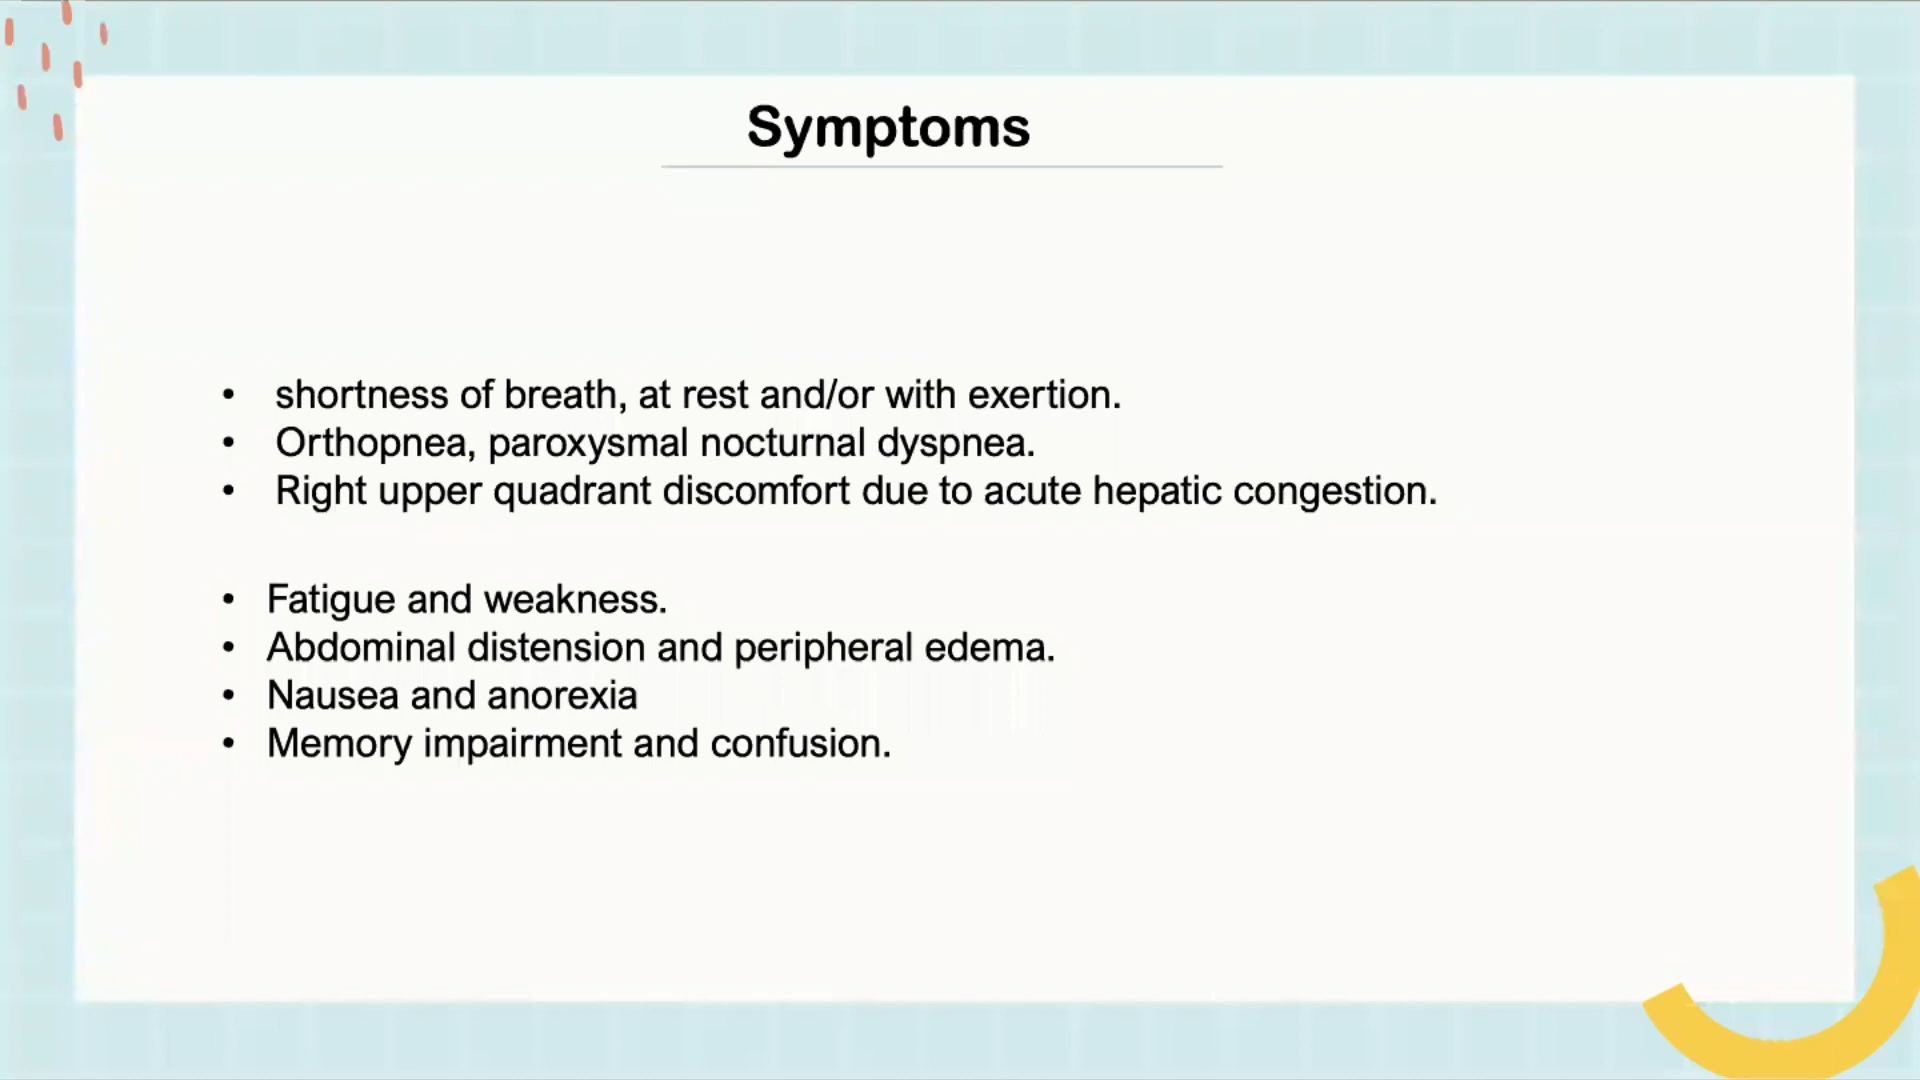 Symptoms
• shortness of breath, at rest and/or with exertion.
• Orthopnea, paroxysmal nocturnal dyspnea.
• Right upper quadrant discomfort due to acute hepatic congestion.
• Fatigue and weakness.
• Abdominal distension and peripheral edema.
• Nausea and anorexia
• Memory impairment and confusion.